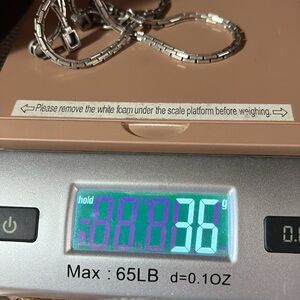 Please remove the white foam under the scale platform before weighing.
hold
36 g
Max : 65LB d=0.1OZ